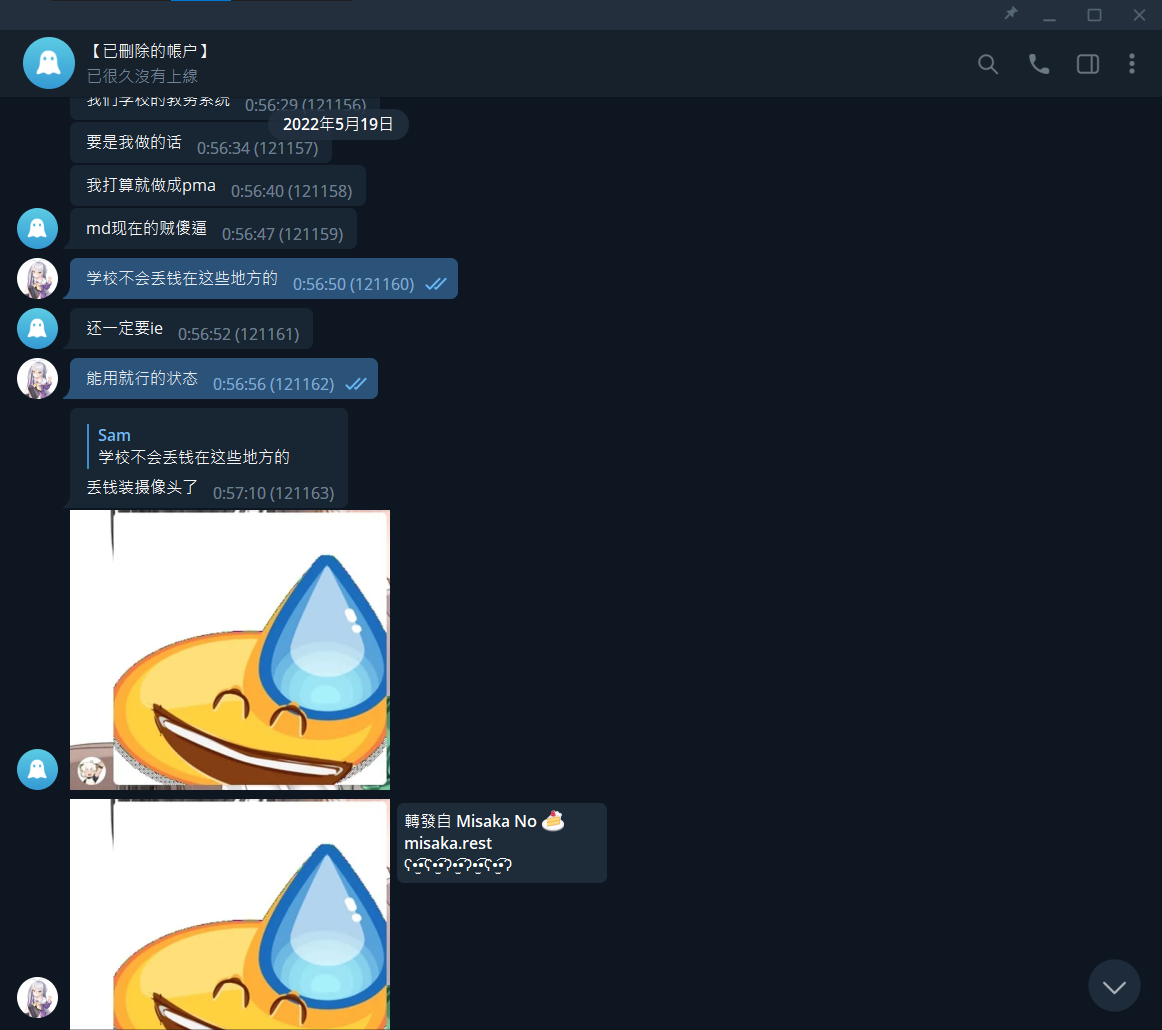 【已刪除的帳户】
已很久沒有上線
我们学校的教务系统 0:56:29 (121156)
2022年5月19日
要是我做的话 0:56:34 (121157)
我打算就做成pma 0:56:40 (121158)
md现在的贼傻逼 0:56:47 (121159)
学校不会丢钱在这些地方的 0:56:50 (121160)
还一定要ie 0:56:52 (121161)
能用就行的状态 0:56:56 (121162)
Sam
学校不会丢钱在这些地方的
丢钱装摄像头了 0:57:10 (121163)
轉發自 Misaka No 🍰
misaka.rest